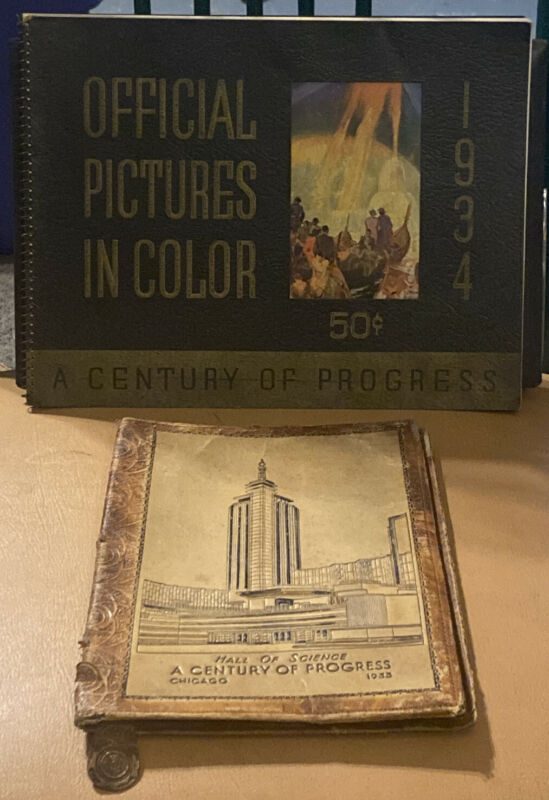 OFFICIAL
PICTURES
IN COLOR
1934
50¢
A CENTURY OF PROGRESS
HALL OF SCIENCE
A CENTURY OF PROGRESS
CHICAGO 1933